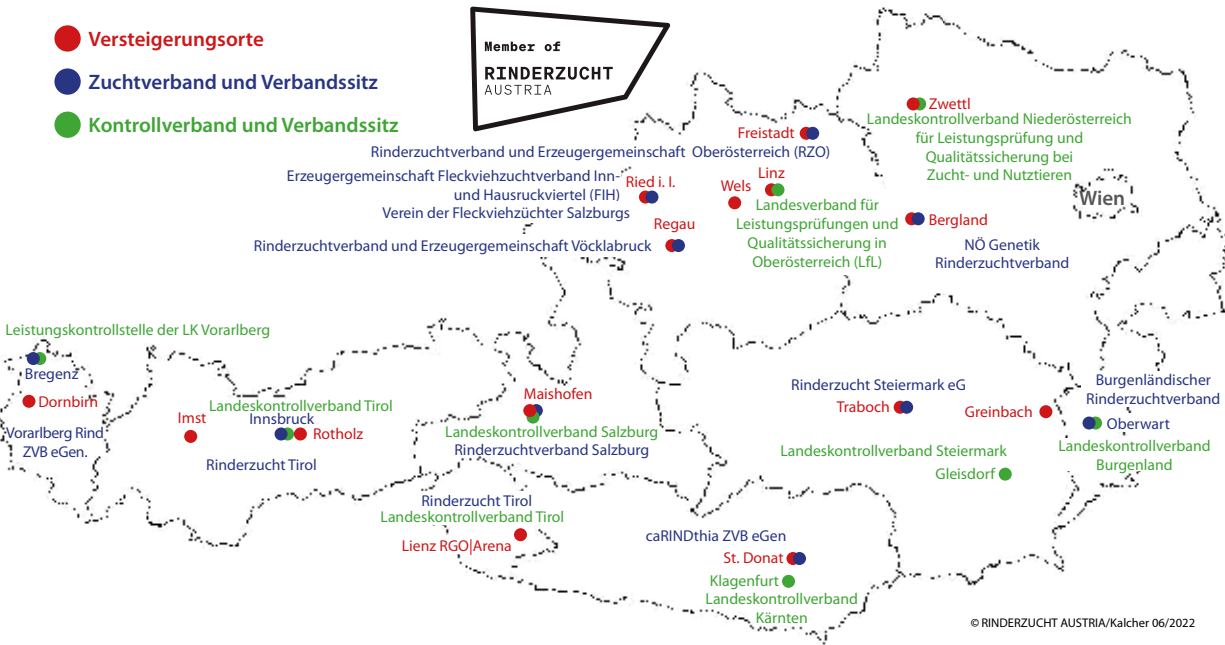 Versteigerungsorte
Zuchtverband und Verbandssitz
Kontrollverband und Verbandssitz
Member of
RINDERZUCHT
AUSTRIA
Zwettl
Landeskontrollverband Niederösterreich
für Leistungsprüfung und
Qualitätssicherung bei
Zucht- und Nutztieren
Freistadt
Rinderzuchtverband und Erzeugergemeinschaft Oberösterreich (RZO)
Erzeugergemeinschaft Fleckviehzuchtverband Inn-
und Hausruckviertel (FIH)
Verein der Fleckviehzüchter Salzburgs
Ried i. I.
Wels
Linz
Landesverband für
Leistungsprüfungen und
Qualitätssicherung in
Oberösterreich (LfL)
Wien
Bergland
NÖ Genetik
Rinderzuchtverband
Regau
Rinderzuchtverband und Erzeugergemeinschaft Vöcklabruck
Leistungskontrollstelle der LK Vorarlberg
Bregenz
Dornbirn
Vorarlberg Rind
ZVB eGen.
Imst
Landeskontrollverband Tirol
Innsbruck
Rotholz
Rinderzucht Tirol
Maishofen
Landeskontrollverband Salzburg
Rinderzuchtverband Salzburg
Rinderzucht Steiermark eG
Traboch
Greinbach
Landeskontrollverband Steiermark
Gleisdorf
Burgenländischer
Rinderzuchtverband
Oberwart
Landeskontrollverband
Burgenland
Rinderzucht Tirol
Landeskontrollverband Tirol
Lienz RGO|Arena
caRINDthia ZVB eGen
St. Donat
Klagenfurt
Landeskontrollverband
Kärnten
© RINDERZUCHT AUSTRIA/Kalcher 06/2022